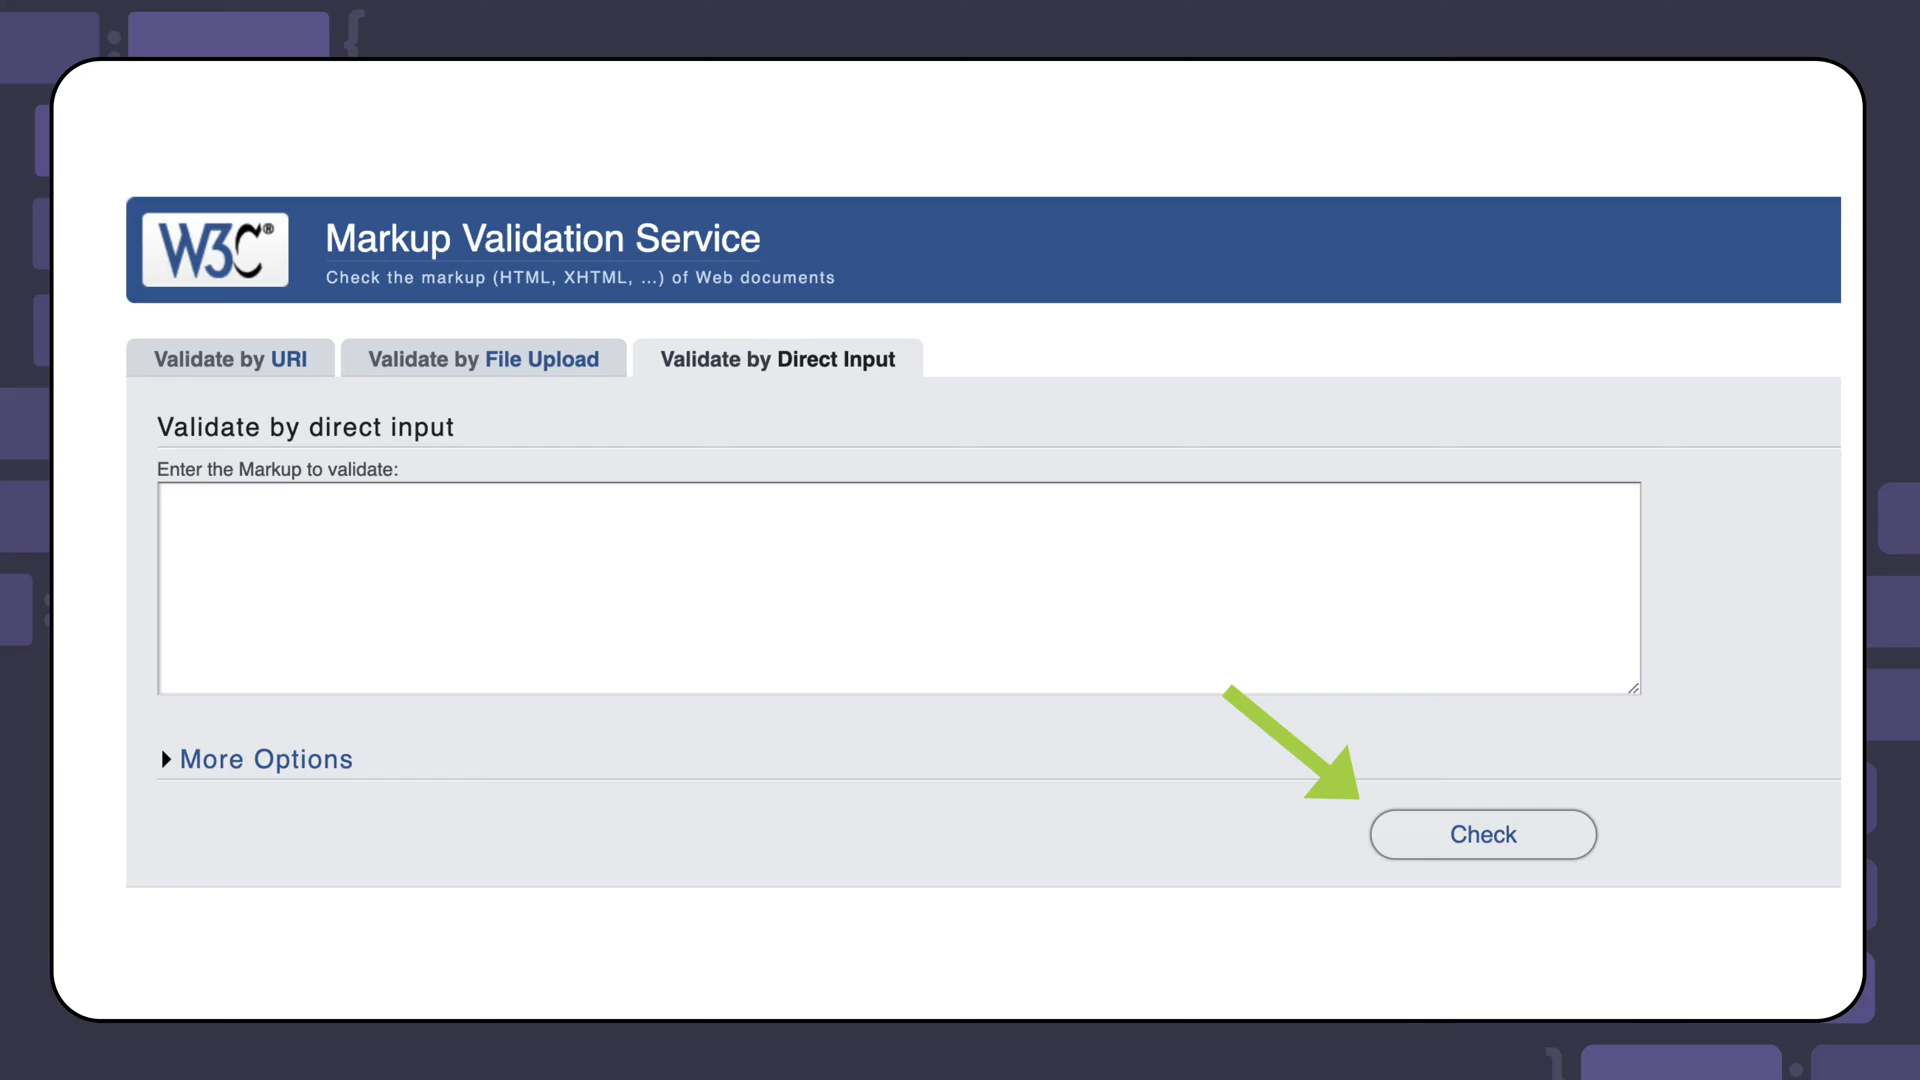 W3C®
Markup Validation Service
Check the markup (HTML, XHTML, ...) of Web documents
Validate by URI
Validate by File Upload
Validate by Direct Input
Validate by direct input
Enter the Markup to validate:
More Options
Check